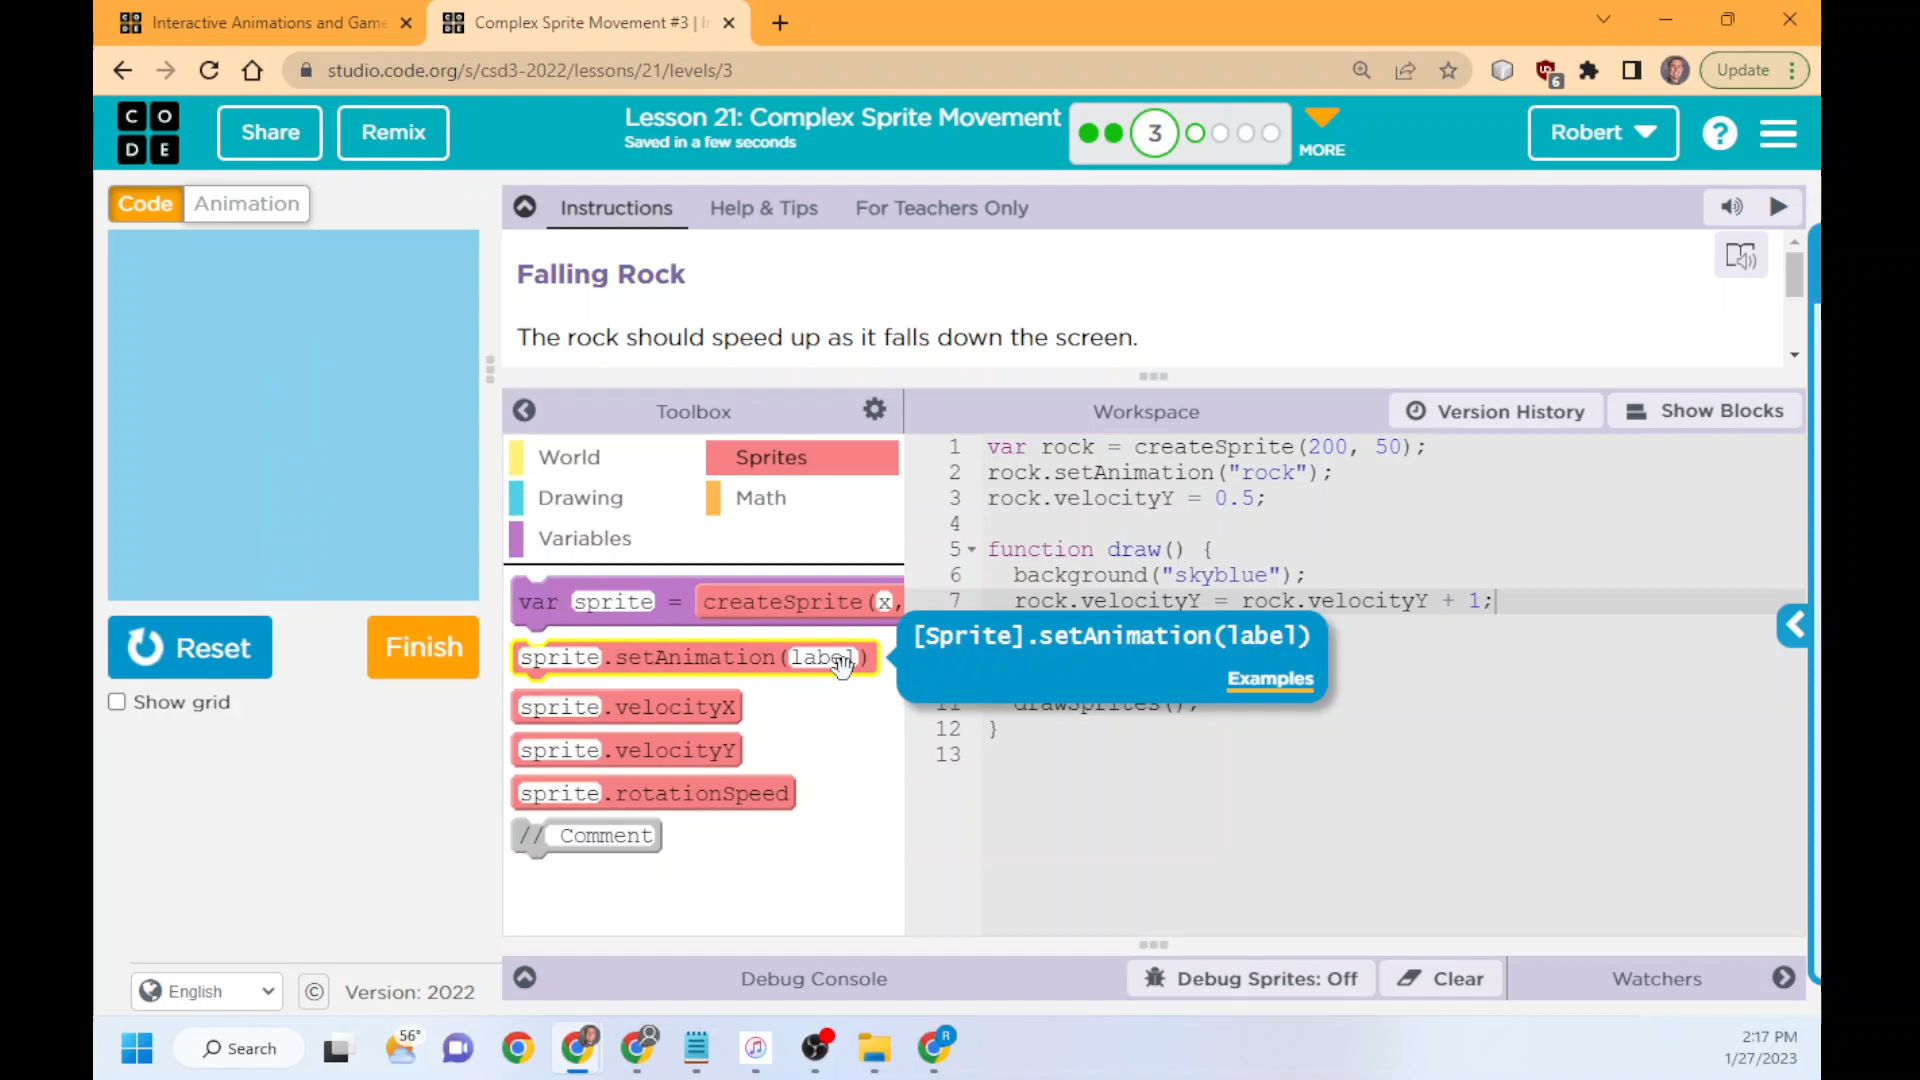 Interactive Animations and Game
Complex Sprite Movement #3 | I
studio.code.org/s/csd3-2022/lessons/21/levels/3
6
Update
C O
D E
Share
Remix
Lesson 21: Complex Sprite Movement
Saved in a few seconds
3
MORE
Robert
?
Code
Animation
Instructions
Help & Tips
For Teachers Only
Falling Rock
The rock should speed up as it falls down the screen.
Toolbox
Workspace
Version History
Show Blocks
World
Sprites
Drawing
Math
Variables
var sprite = createSprite(x,
sprite.setAnimation(label)
sprite.velocityX
sprite.velocityY
sprite.rotationSpeed
// Comment
1 var rock = createSprite(200, 50);
2 rock.setAnimation("rock");
3 rock.velocityY = 0.5;
4
5 function draw() {
6 background("skyblue");
7 rock.velocityY = rock.velocityY + 1;
[Sprite].setAnimation(label)
Examples
11 drawSprites();
12 }
13
Reset
Finish
Show grid
English
©
Version: 2022
Debug Console
Debug Sprites: Off
Clear
Watchers
Search
56°
R
2:17 PM
1/27/2023